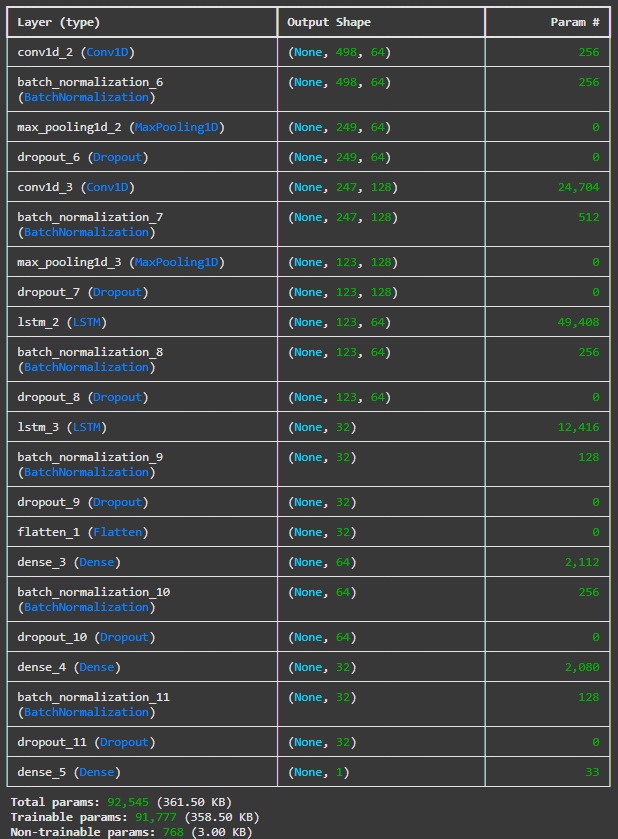 Layer (type) Output Shape Param #
conv1d_2 (Conv1D) (None, 498, 64) 256
batch_normalization_6 (None, 498, 64) 256
(BatchNormalization)
max_pooling1d_2 (MaxPooling1D) (None, 249, 64) 0
dropout_6 (Dropout) (None, 249, 64) 0
conv1d_3 (Conv1D) (None, 247, 128) 24,704
batch_normalization_7 (None, 247, 128) 512
(BatchNormalization)
max_pooling1d_3 (MaxPooling1D) (None, 123, 128) 0
dropout_7 (Dropout) (None, 123, 128) 0
lstm_2 (LSTM) (None, 123, 64) 49,408
batch_normalization_8 (None, 123, 64) 256
(BatchNormalization)
dropout_8 (Dropout) (None, 123, 64) 0
lstm_3 (LSTM) (None, 32) 12,416
batch_normalization_9 (None, 32) 128
(BatchNormalization)
dropout_9 (Dropout) (None, 32) 0
flatten_1 (Flatten) (None, 32) 0
dense_3 (Dense) (None, 64) 2,112
batch_normalization_10 (None, 64) 256
(BatchNormalization)
dropout_10 (Dropout) (None, 64) 0
dense_4 (Dense) (None, 32) 2,080
batch_normalization_11 (None, 32) 128
(BatchNormalization)
dropout_11 (Dropout) (None, 32) 0
dense_5 (Dense) (None, 1) 33
Total params: 92,545 (361.50 KB)
Trainable params: 91,777 (358.50 KB)
Non-trainable params: 768 (3.00 KB)